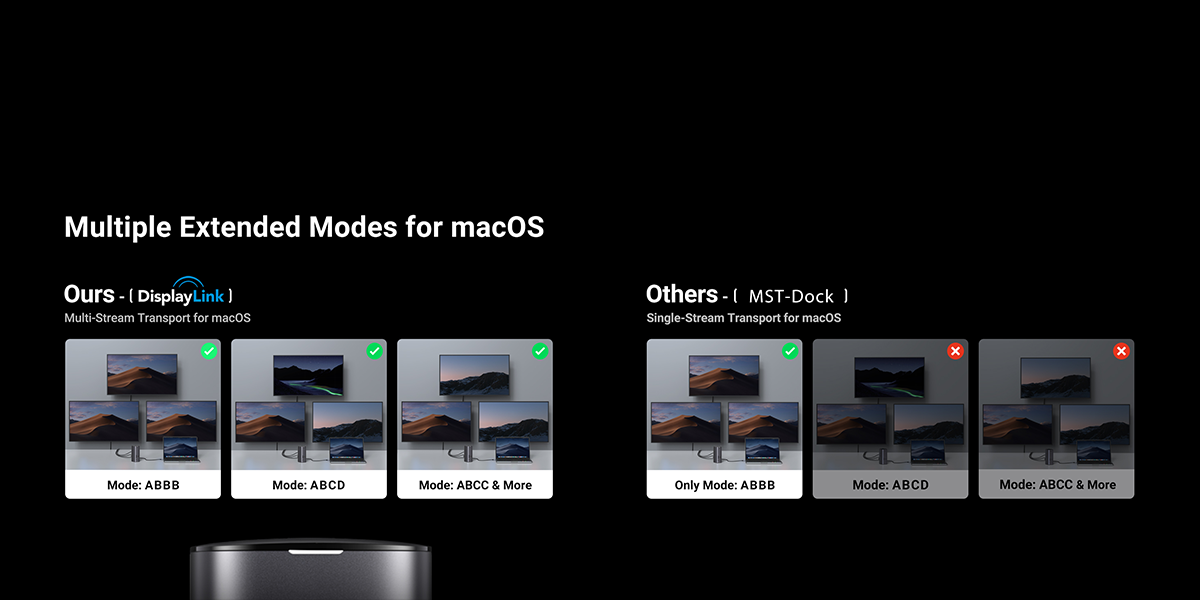 Multiple Extended Modes for macOS
Ours - ( DisplayLink )
Multi-Stream Transport for macOS
Mode: ABBB
Mode: ABCD
Mode: ABCC & More
Others - ( MST-Dock )
Single-Stream Transport for macOS
Only Mode: ABBB
Mode: ABCD
Mode: ABCC & More